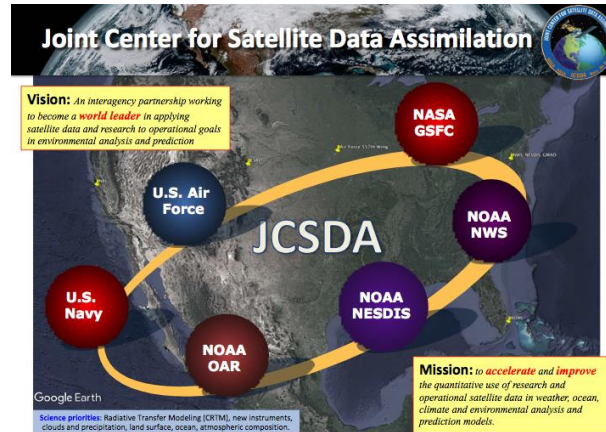 Joint Center for Satellite Data Assimilation
Vision: An interagency partnership working
to become a world leader in applying
satellite data and research to operational goals
in environmental analysis and prediction
NASA
GSFC
U.S. Air
Force
JCSDA
NOAA
NWS
U.S.
Navy
NOAA
NESDIS
NOAA
OAR
Mission: to accelerate and improve
the quantitative use of research and
operational satellite data in weather, ocean,
climate and environmental analysis and
prediction models.
Google Earth
Science priorities: Radiative Transfer Modeling (CRTM), new instruments,
clouds and precipitation, land surface, ocean, atmospheric composition.